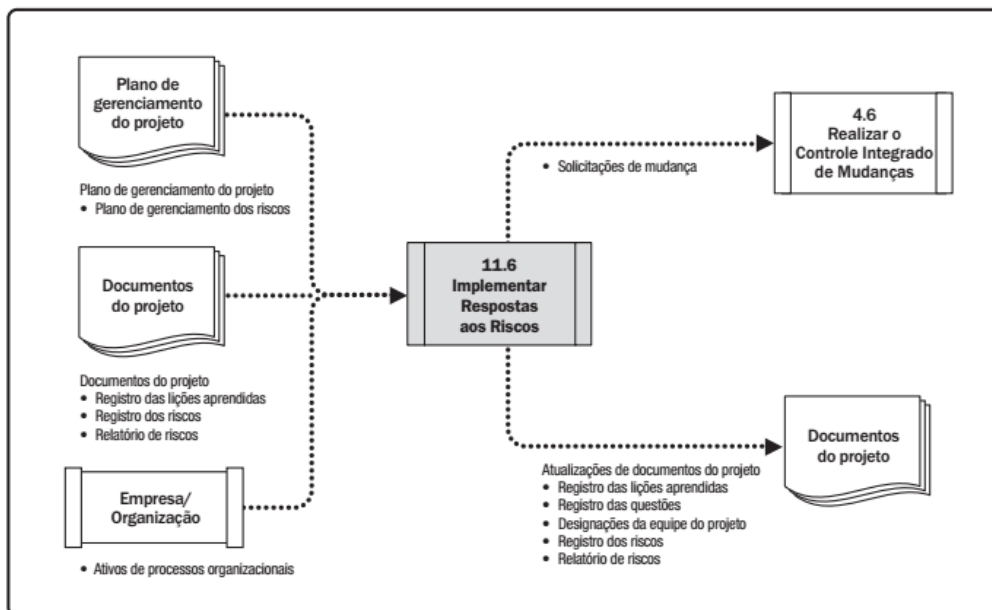 Plano de
gerenciamento
do projeto
Plano de gerenciamento do projeto
• Plano de gerenciamento dos riscos
Documentos
do projeto
Documentos do projeto
• Registro das lições aprendidas
• Registro dos riscos
• Relatório de riscos
Empresa/
Organização
• Ativos de processos organizacionais
11.6
Implementar
Respostas
aos Riscos
• Solicitações de mudança
4.6
Realizar o
Controle Integrado
de Mudanças
Atualizações de documentos do projeto
• Registro das lições aprendidas
• Registro das questões
• Designações da equipe do projeto
• Registro dos riscos
• Relatório de riscos
Documentos
do projeto